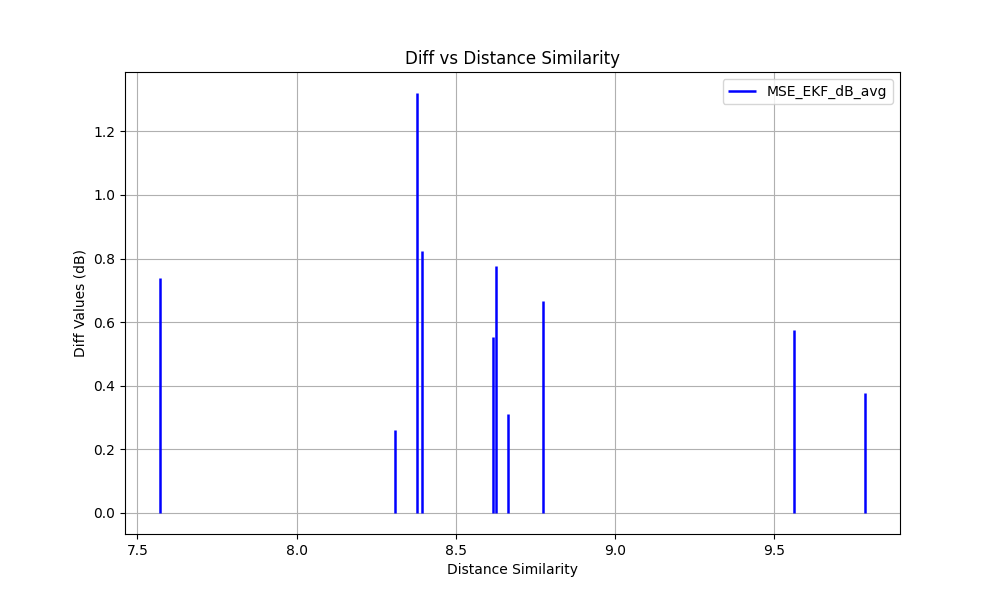 Diff vs Distance Similarity
MSE_EKF_dB_avg
Diff Values (dB)
1.2
1.0
0.8
0.6
0.4
0.2
0.0
7.5 8.0 8.5 9.0 9.5
Distance Similarity